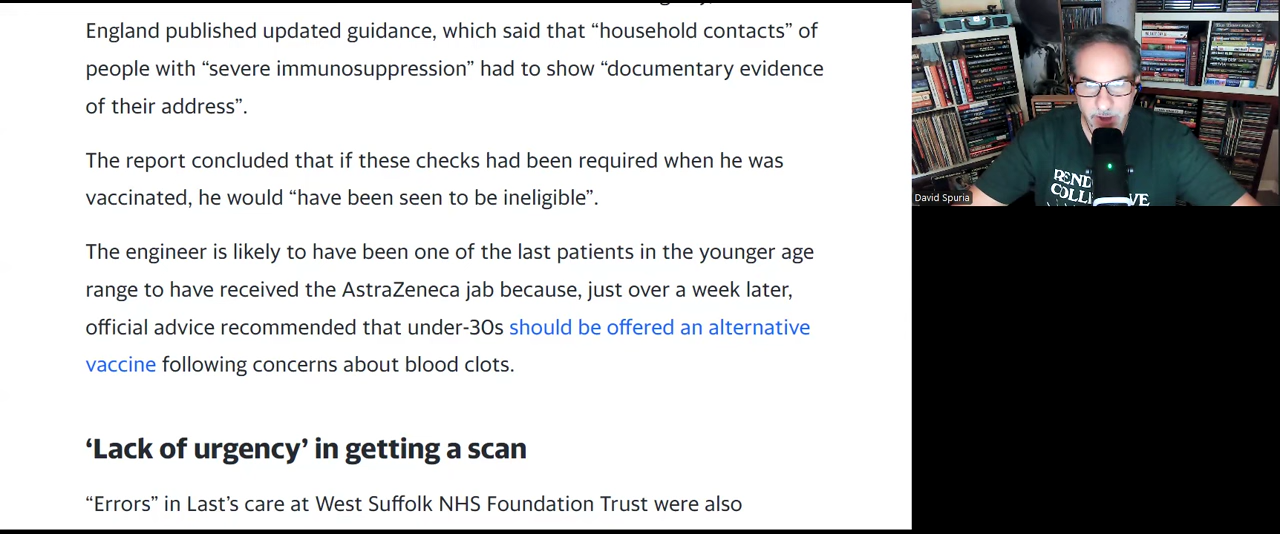 England published updated guidance, which said that “household contacts” of
people with “severe immunosuppression” had to show “documentary evidence
of their address”.
The report concluded that if these checks had been required when he was
vaccinated, he would “have been seen to be ineligible”.
The engineer is likely to have been one of the last patients in the younger age
range to have received the AstraZeneca jab because, just over a week later,
official advice recommended that under-30s should be offered an alternative
vaccine following concerns about blood clots.
‘Lack of urgency’ in getting a scan
“Errors” in Last’s care at West Suffolk NHS Foundation Trust were also
David Spuria